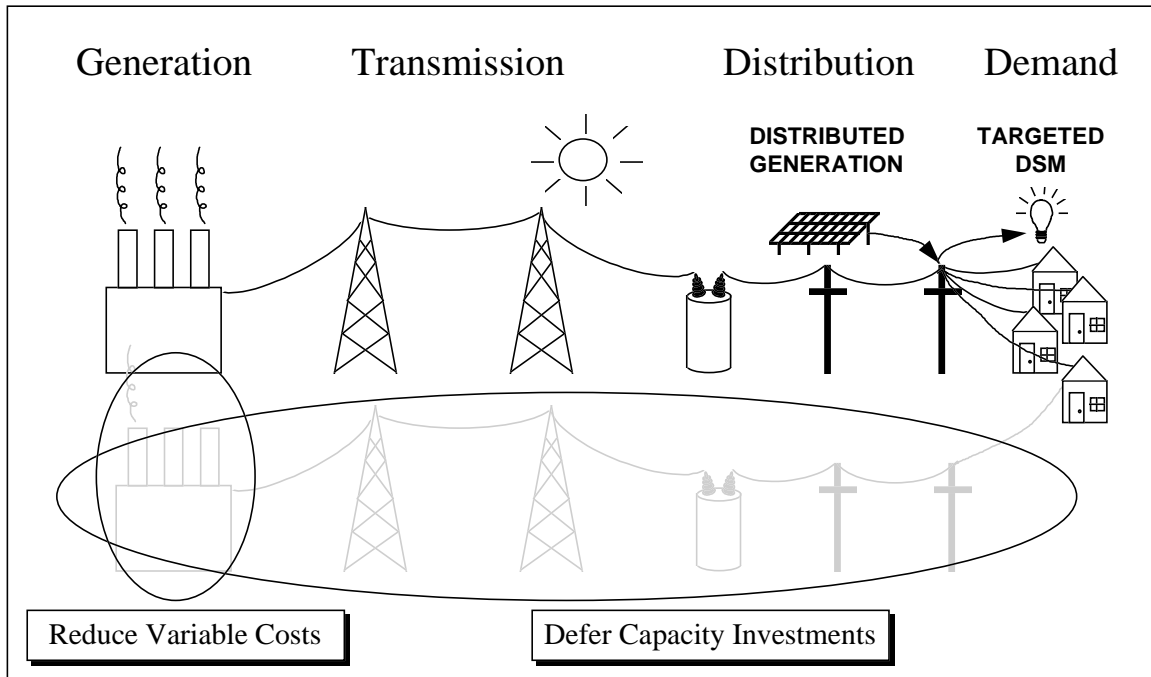 Generation Transmission Distribution Demand
DISTRIBUTED
GENERATION
TARGETED
DSM
Reduce Variable Costs
Defer Capacity Investments